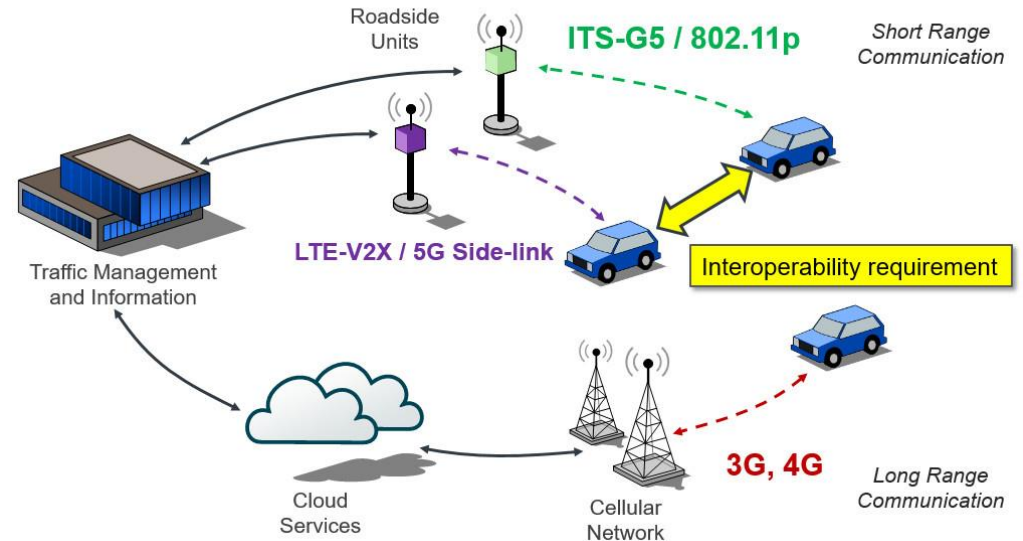 Roadside
Units
ITS-G5 / 802.11p
Short Range
Communication
LTE-V2X / 5G Side-link
Interoperability requirement
Traffic Management
and Information
3G, 4G
Long Range
Communication
Cloud
Services
Cellular
Network